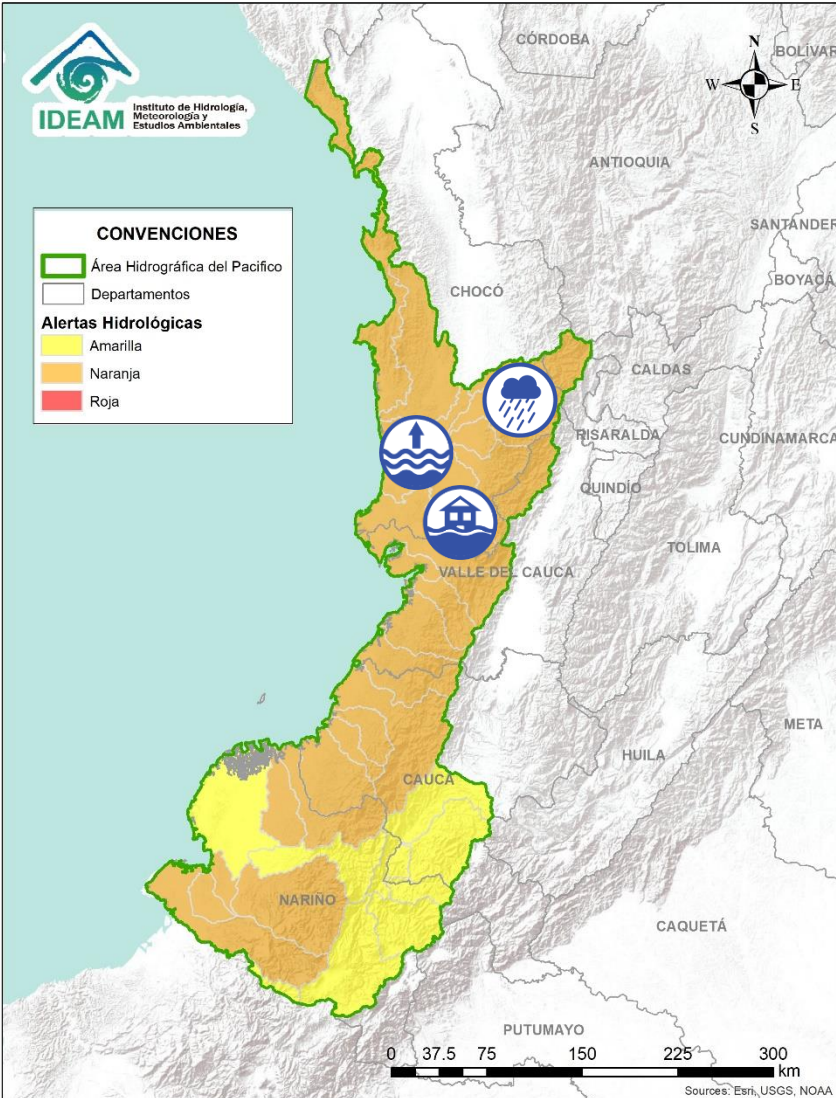 IDEAM
Instituto de Hidrología,
Meteorología y
Estudios Ambientales
CÓRDOBA
BOLÍVAR
N
W
E
S
ANTIOQUIA
SANTANDER
BOYACÁ
CONVENCIONES
Área Hidrográfica del Pacifico
Departamentos
Alertas Hidrológicas
Amarilla
Naranja
Roja
CHOCÓ
CALDAS
RISARALDA
CUNDINAMARCA
QUINDÍO
TOLIMA
VALLE DEL CAUCA
META
HUILA
CAUCA
NARIÑO
CAQUETÁ
PUTUMAYO
0 37.5 75 150 225 300
km
Sources: Esri, USGS, NOAA